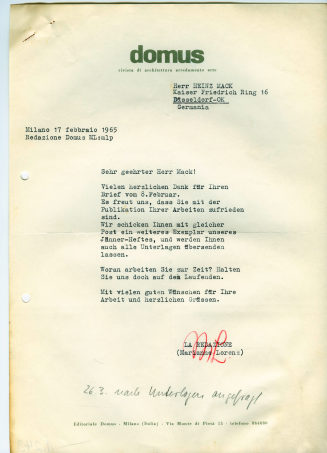 domus
rivista di architettura arredamento arte
Herr HEINZ MACK
Kaiser Friedrich Ring 16
Düsseldorf-OK
Germania
Milano 17 febbraio 1965
Redazione Domus ML:mlp
Sehr geehrter Herr Mack!
Vielen herzlichen Dank für Ihren
Brief vom 8.Februar.
Es freut uns, dass Sie mit der
Publikation Ihrer Arbeiten zufrieden
sind.
Wir schicken Ihnen mit gleicher
Post ein weiteres Exemplar unseres
Jänner-Heftes, und werden Ihnen
auch alle Unterlagen übersenden
lassen.
Woran arbeiten Sie zur Zeit? Halten
Sie uns doch auf dem Laufenden.
Mit vielen guten Wünschen für Ihre
Arbeit und herzlichen Grüssen.
LA REDAZIONE
(Marianne Lorenz)
ML
26 3. nach Unterlagen angefragt
Editoriale Domus - Milano (Italia) - Via Monte di Pietà 15 - telefono